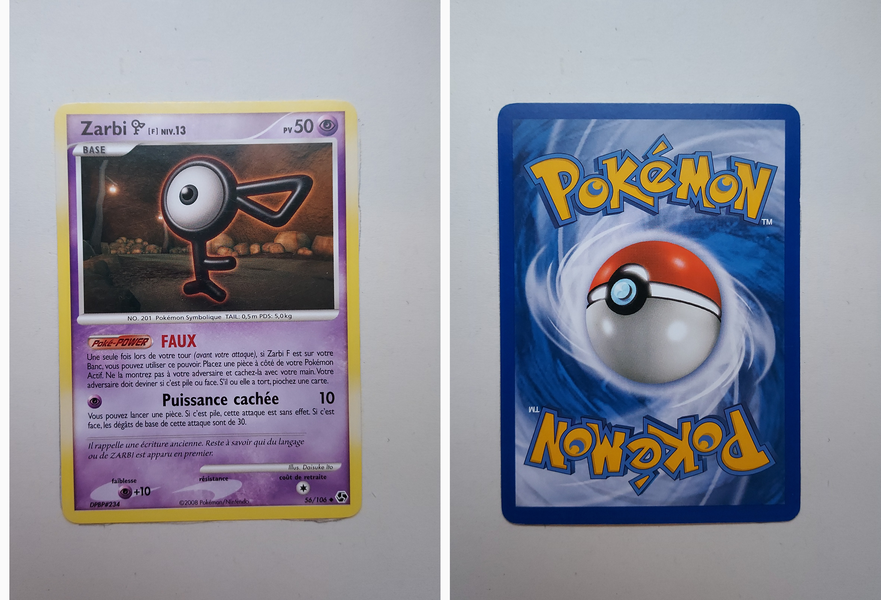 Zarbi [F] NIV.13 PV 50
BASE
NO. 201 Pokémon Symbolique TAIL: 0,5m PDS: 5,0kg
Poké-POWER FAUX
Une seule fois lors de votre tour (avant votre attaque), si Zarbi F est sur votre
Banc, vous pouvez utiliser ce pouvoir. Placez une pièce à côté de votre Pokémon
Actif. Ne la montrez pas à votre adversaire et cachez-la avec votre main. Votre
adversaire doit deviner si c'est pile ou face. S'il ou elle a tort, piochez une carte.
Puissance cachée 10
Vous pouvez lancer une pièce. Si c'est pile, cette attaque est sans effet. Si c'est
face, les dégâts de base de cette attaque sont de 30.
Il rappelle une écriture ancienne. Reste à savoir qui du langage
ou de ZARBI est apparu en premier.
Illus. Daisuke Ito
faiblesse résistance coût de retraite
+10
DPBP#234 ©2008 Pokémon/Nintendo 56/106
POKéMON
TM
TM
POKéMON